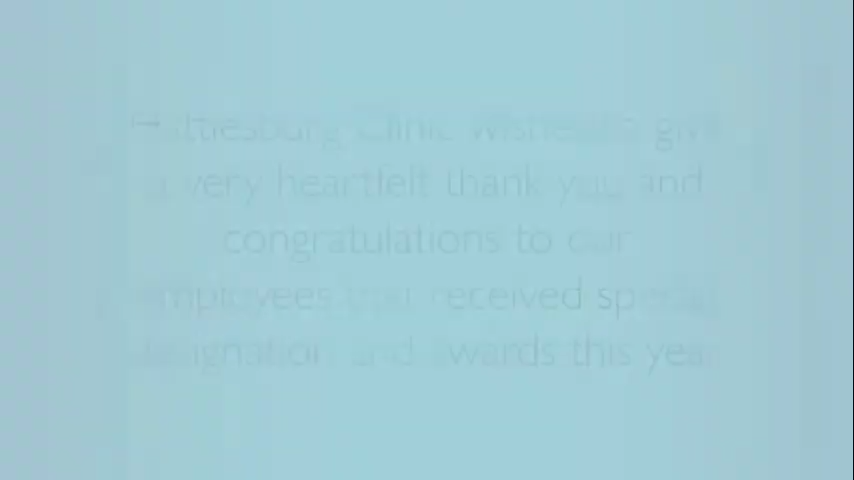 Hattiesburg Clinic wishes to give
a very heartfelt thank you and
congratulations to our
employees that received special
designation and awards this year